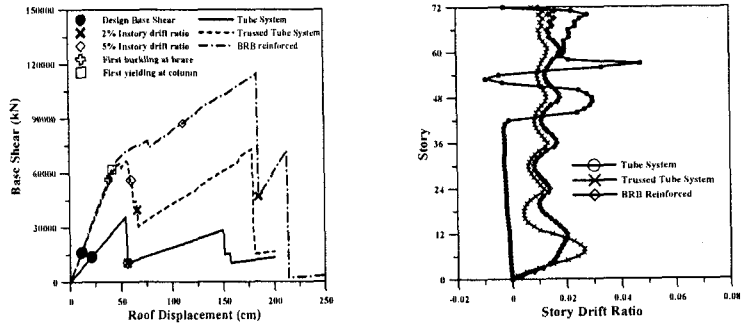 150000
120000
90000
60000
30000
0
Base Shear (kN)
Design Base Shear
2% Instory drift ratio
5% Instory drift ratio
First buckling at brace
First yielding at column
Tube System
Trussed Tube System
BRB reinforced
0 50 100 150 200 250
Roof Displacement (cm)
72
60
48
36
24
12
0
Story
Tube System
Trussed Tube System
BRB Reinforced
-0.02 0 0.02 0.04 0.06 0.08
Story Drift Ratio